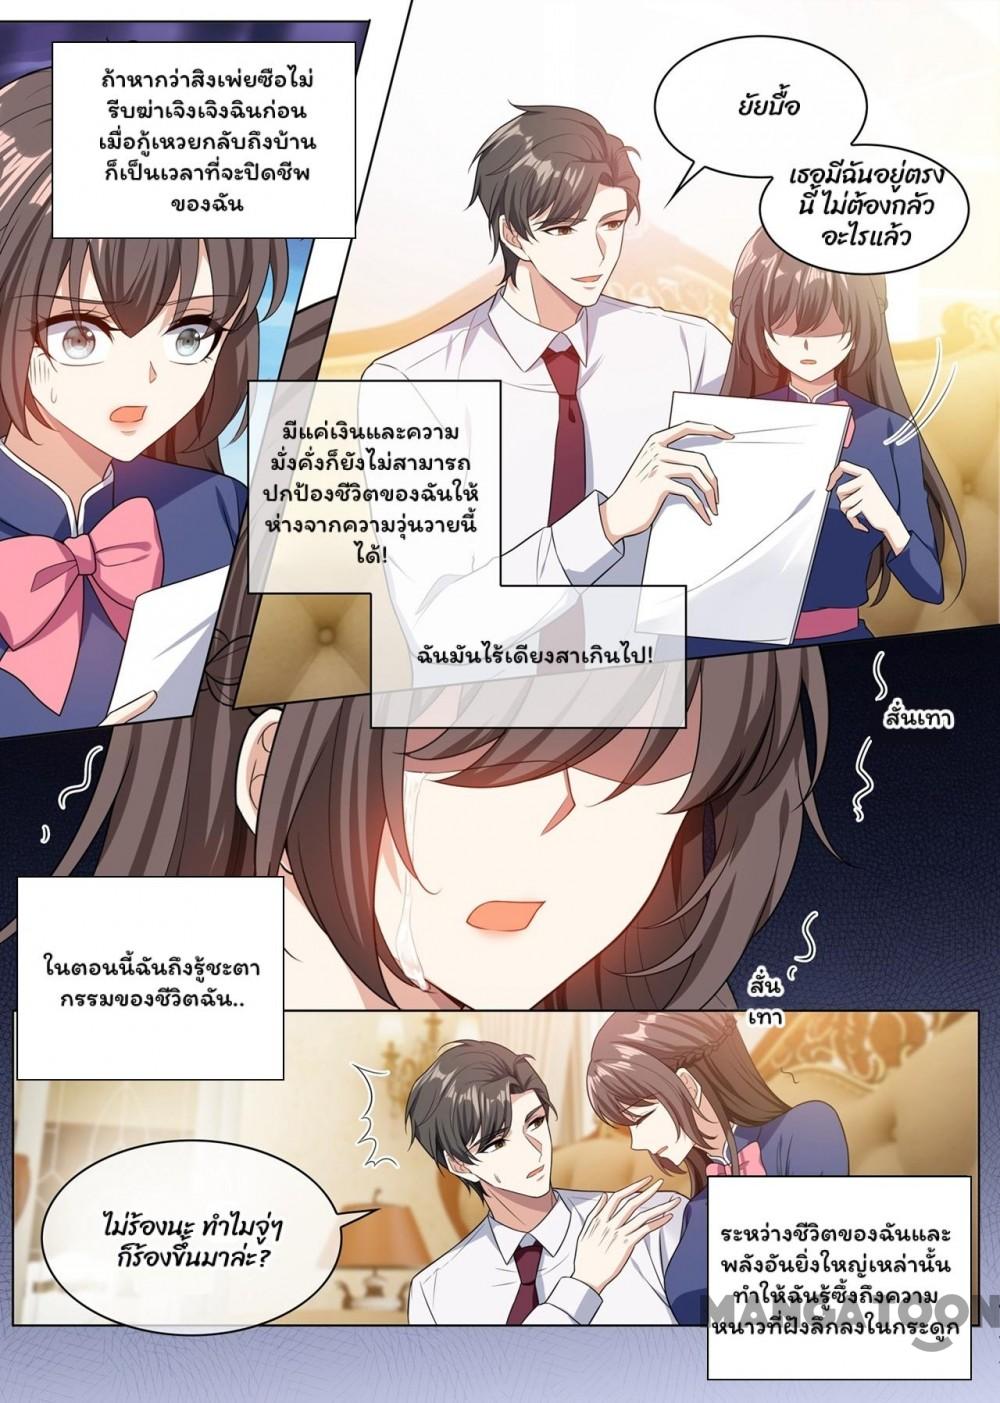 ถ้าหากว่าสิงเพ่ยซือไม่
รีบฆ่าเจิงเจิงฉินก่อน
เมื่อกู้เหวยกลับถึงบ้าน
ก็เป็นเวลาที่จะปิดชีพ
ของฉัน
ยัยบื้อ
เธอมีฉันอยู่ตรง
นี้ ไม่ต้องกลัว
อะไรแล้ว
มีแค่เงินและความ
มั่งคั่งก็ยังไม่สามารถ
ปกป้องชีวิตของฉันให้
ห่างจากความวุ่นวายนี้
ได้!
ฉันมันไร้เดียงสาเกินไป!
สั่นเทา
ในตอนนี้ฉันถึงรู้ชะตา
กรรมของชีวิตฉัน..
สั่น
เทา
ไม่ร้องนะ ทำไมจู่ๆ
ก็ร้องขึ้นมาล่ะ?
ระหว่างชีวิตของฉันและ
พลังอันยิ่งใหญ่เหล่านั้น
ทำให้ฉันรู้ซึ้งถึงความ
หนาวที่ฝังลึกลงในกระดูก
MANGATOON